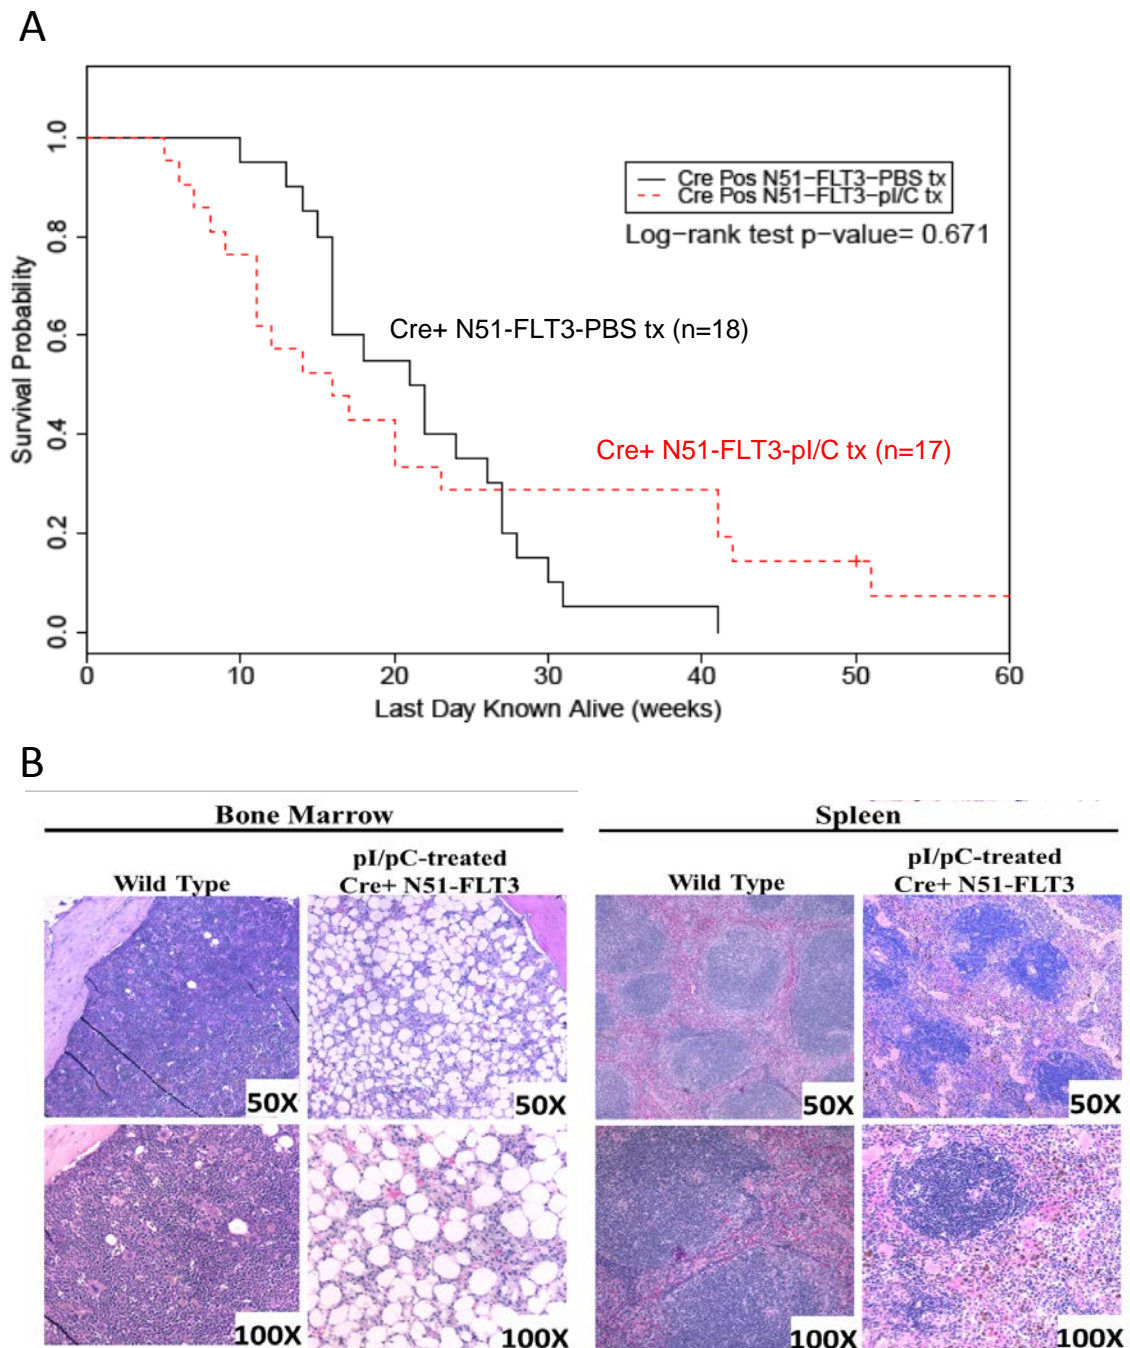 A
1.0
0.8
0.6
0.4
0.2
0.0
Survival Probability
Cre Pos N51-FLT3-PBS tx
Cre Pos N51-FLT3-pI/C tx
Log-rank test p-value= 0.671
Cre+ N51-FLT3-PBS tx (n=18)
Cre+ N51-FLT3-pI/C tx (n=17)
0 10 20 30 40 50 60
Last Day Known Alive (weeks)
B
Bone Marrow
Spleen
Wild Type
pI/pC-treated
Cre+ N51-FLT3
Wild Type
pI/pC-treated
Cre+ N51-FLT3
50X
50X
50X
50X
100X
100X
100X
100X